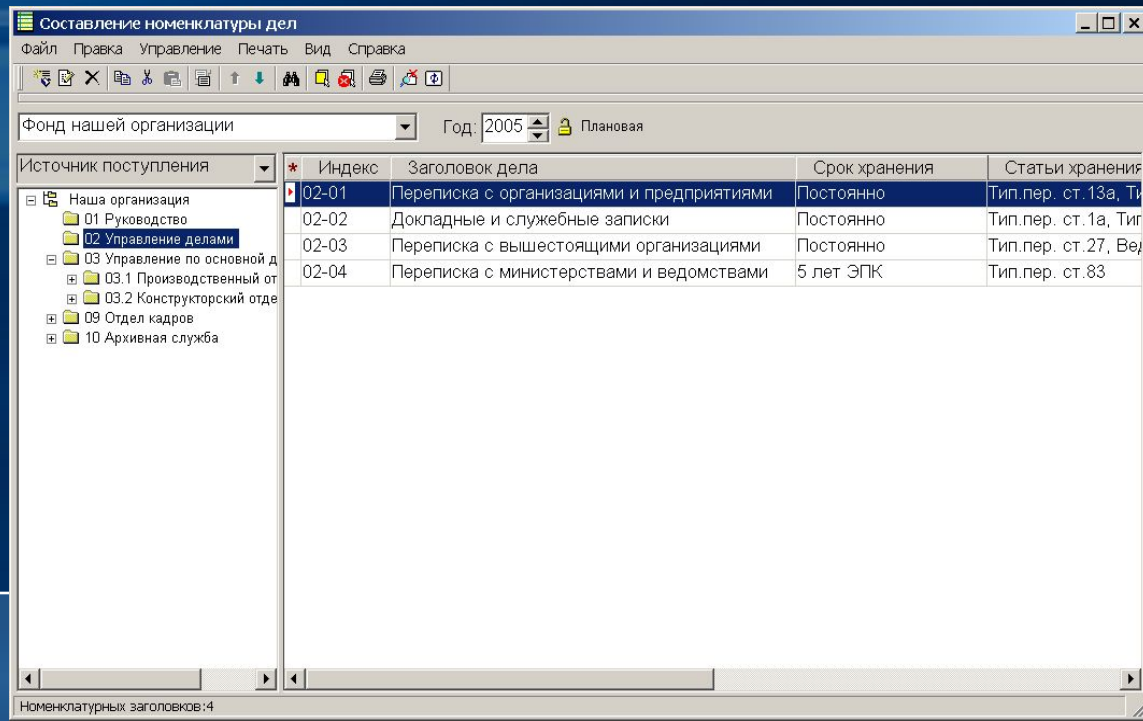 Составление номенклатуры дел
Файл Правка Управление Печать Вид Справка
Фонд нашей организации Год: 2005 Плановая
Источник поступления
Наша организация
01 Руководство
02 Управление делами
03 Управление по основной д
03.1 Производственный от
03.2 Конструкторский отде
09 Отдел кадров
10 Архивная служба
* Индекс Заголовок дела Срок хранения Статьи хранения
02-01 Переписка с организациями и предприятиями Постоянно Тип.пер. ст.13а, Ти
02-02 Докладные и служебные записки Постоянно Тип.пер. ст.1а, Тип
02-03 Переписка с вышестоящими организациями Постоянно Тип.пер. ст.27, Вед
02-04 Переписка с министерствами и ведомствами 5 лет ЭПК Тип.пер. ст.83
Номенклатурных заголовков:4